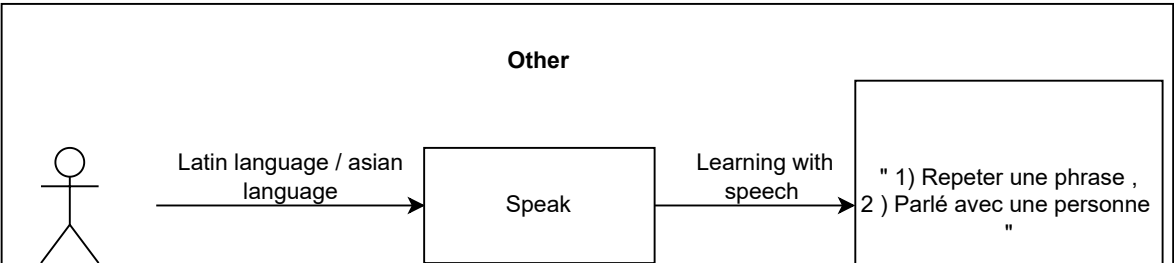 Other
Latin language / asian
language
Speak
Learning with
speech
" 1) Repeter une phrase ,
2 ) Parlé avec une personne
"